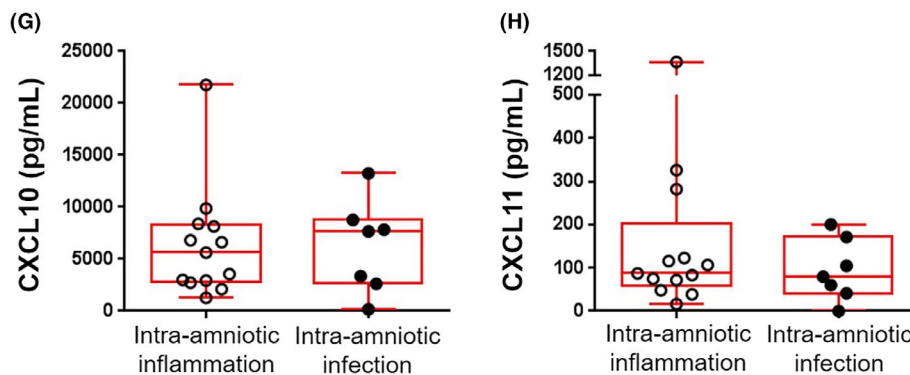 (G)
CXCL10 (pg/mL)
25000
20000
15000
10000
5000
0
Intra-amniotic
inflammation
Intra-amniotic
infection
(H)
CXCL11 (pg/mL)
1500
1200
500
400
300
200
100
0
Intra-amniotic
inflammation
Intra-amniotic
infection